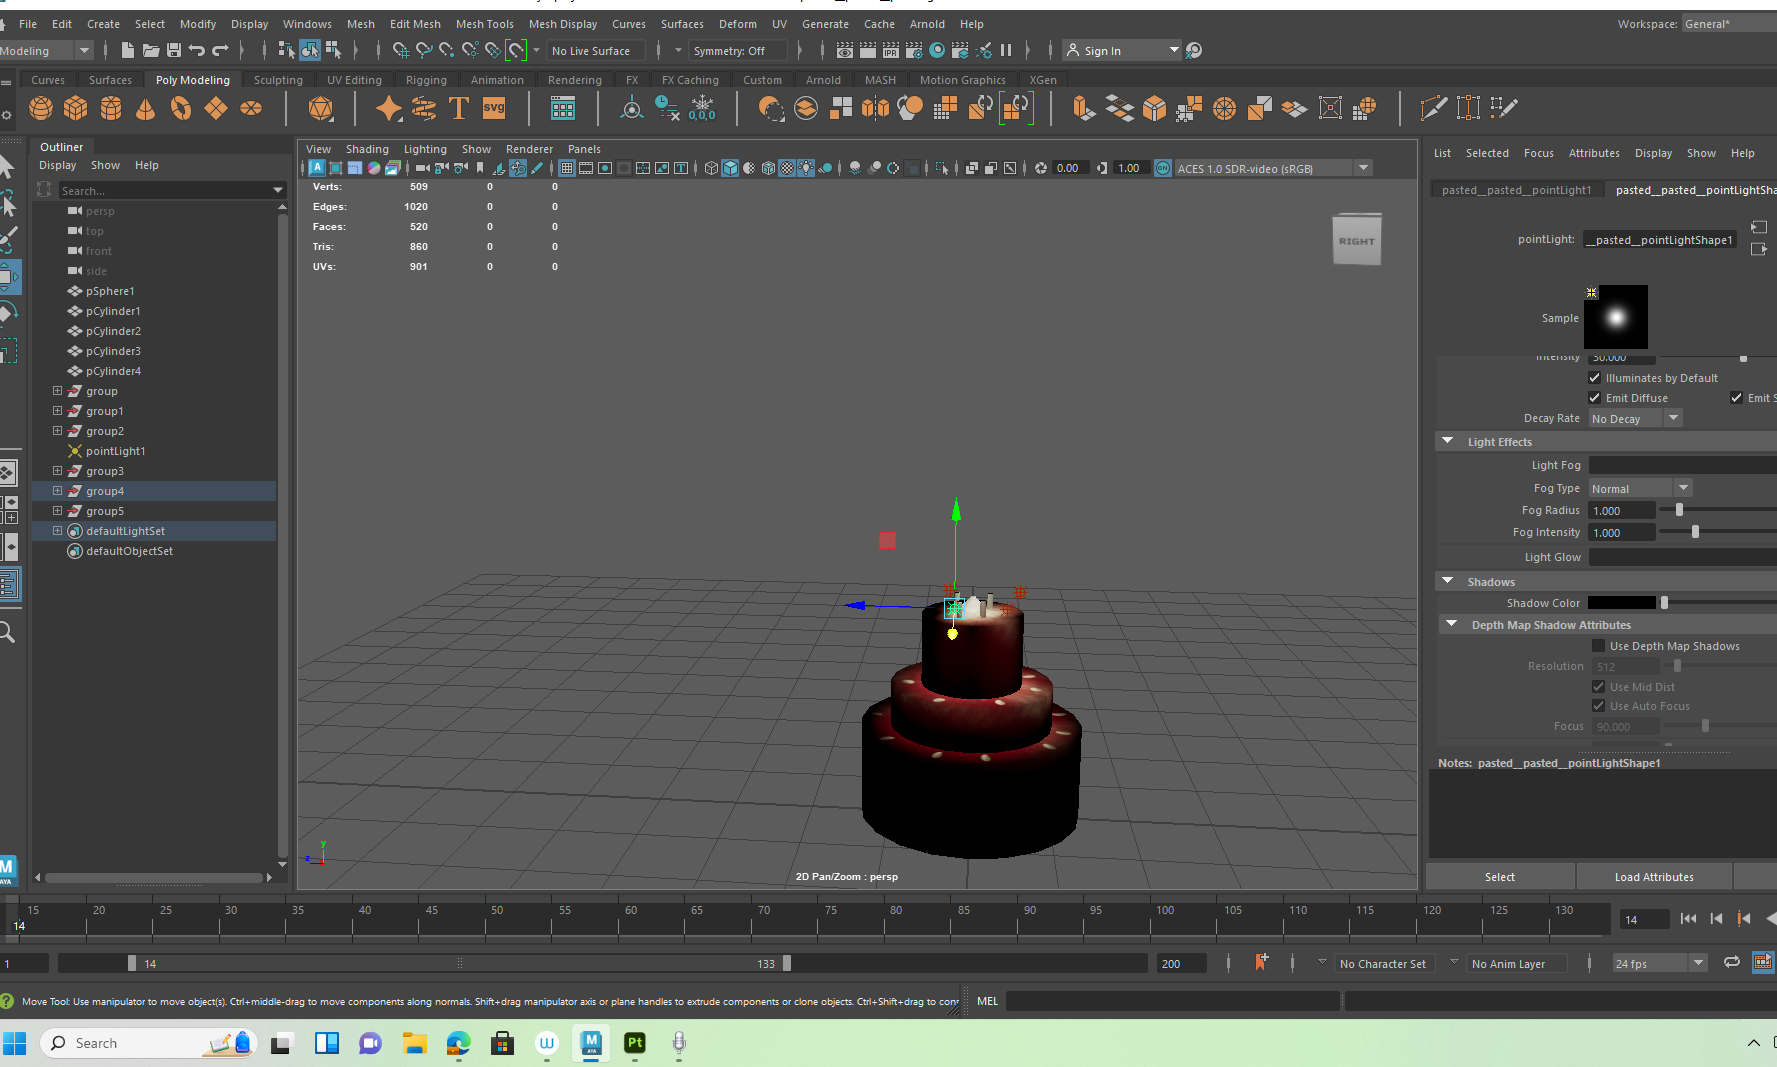 File Edit Create Select Modify Display Windows Mesh Edit Mesh Mesh Tools Mesh Display Curves Surfaces Deform UV Generate Cache Arnold Help Workspace: General*
Modeling No Live Surface Symmetry: Off IPR Sign In
Curves Surfaces Poly Modeling Sculpting UV Editing Rigging Animation Rendering FX FX Caching Custom Arnold MASH Motion Graphics XGen
T svg 0,0,0
Outliner
Display Show Help
Search...
persp
top
front
side
pSphere1
pCylinder1
pCylinder2
pCylinder3
pCylinder4
group
group1
group2
pointLight1
group3
group4
group5
defaultLightSet
defaultObjectSet
View Shading Lighting Show Renderer Panels
0.00 1.00 ACES 1.0 SDR-video (sRGB)
Verts: 509 0 0
Edges: 1020 0 0
Faces: 520 0 0
Tris: 860 0 0
UVs: 901 0 0
RIGHT
y
z
2D Pan/Zoom : persp
List Selected Focus Attributes Display Show Help
pasted__pasted__pointLight1 pasted__pasted__pointLightSha
pointLight: __pasted__pointLightShape1
Sample
Intensity 30.000
Illuminates by Default
Emit Diffuse Emit S
Decay Rate No Decay
Light Effects
Light Fog
Fog Type Normal
Fog Radius 1.000
Fog Intensity 1.000
Light Glow
Shadows
Shadow Color
Depth Map Shadow Attributes
Use Depth Map Shadows
Resolution 512
Use Mid Dist
Use Auto Focus
Focus 90.000
Notes: pasted__pasted__pointLightShape1
Select Load Attributes
15 20 25 30 35 40 45 50 55 60 65 70 75 80 85 90 95 100 105 110 115 120 125 130
14 14
1 14 133 200 No Character Set No Anim Layer 24 fps
Move Tool: Use manipulator to move object(s). Ctrl+middle-drag to move components along normals. Shift+drag manipulator axis or plane handles to extrude components or clone objects. Ctrl+Shift+drag to con MEL
Search
M
AYA
Pt